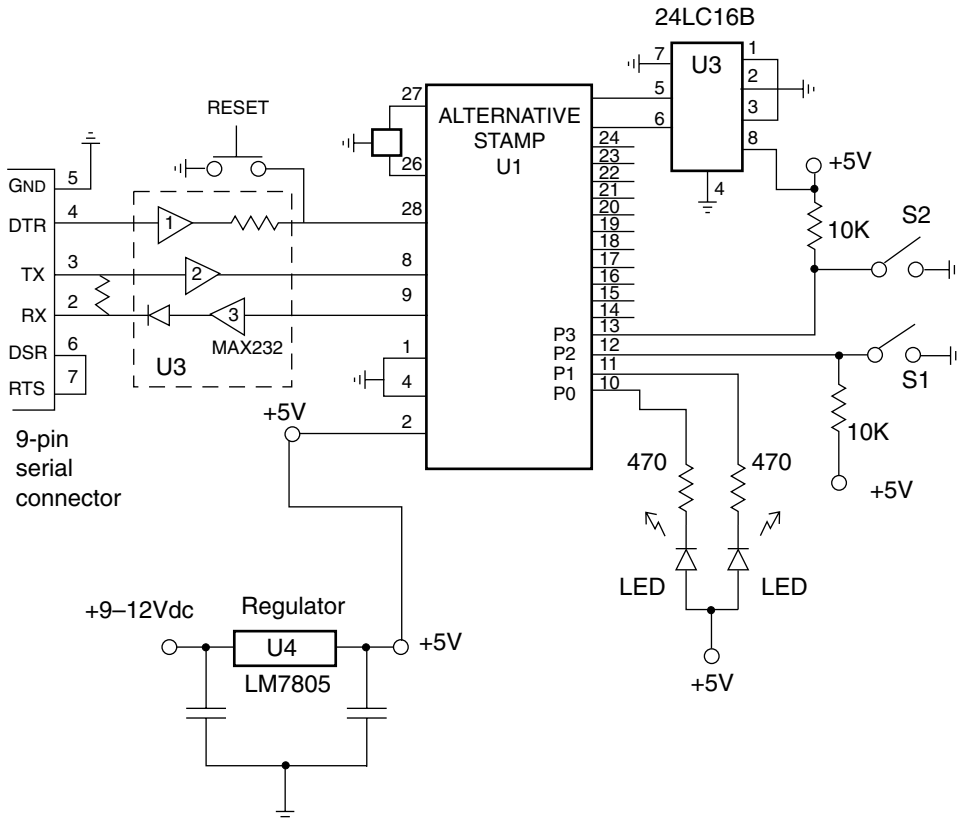 24LC16B
7
U3
1
2
3
5
6
8
4
27
26
ALTERNATIVE
STAMP
U1
RESET
24
23
22
21
20
19
18
17
16
15
14
13
12
11
10
P3
P2
P1
P0
28
8
9
1
4
2
GND
5
DTR
4
TX
3
RX
2
DSR
6
RTS
7
1
2
3
MAX232
U3
9-pin
serial
connector
+5V
+5V
10K
S2
S1
10K
+5V
470
470
LED
LED
+5V
+9–12Vdc
Regulator
U4
LM7805
+5V